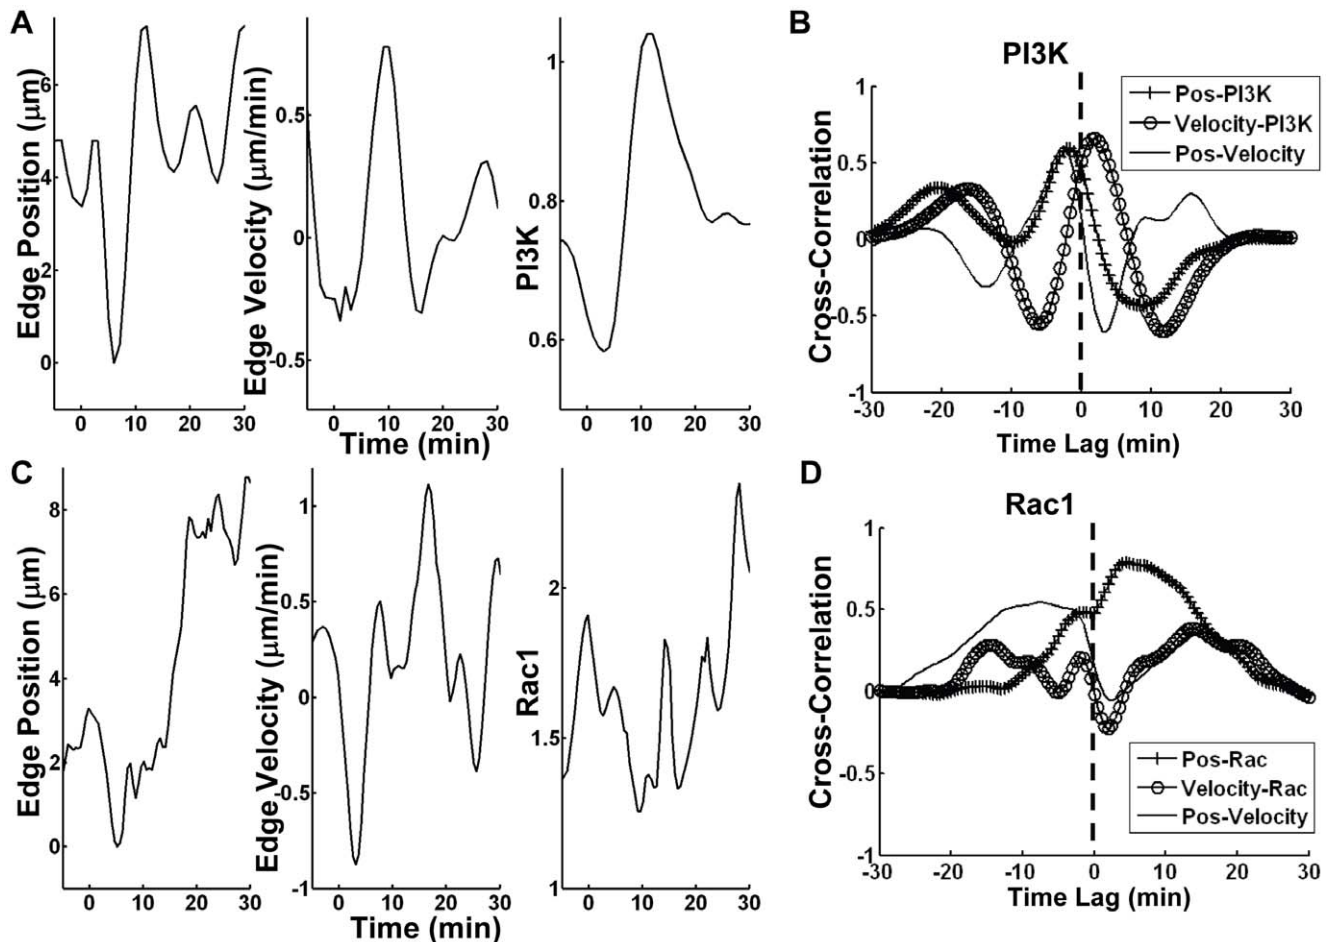 A
Edge Position (μm)
6
4
2
0
0 10 20 30
Edge Velocity (μm/min)
0.5
0
-0.5
0 10 20 30
Time (min)
PI3K
1
0.8
0.6
0 10 20 30
B
PI3K
Cross-Correlation
1
0.5
0
-0.5
-1
-30 -20 -10 0 10 20 30
Time Lag (min)
Pos-PI3K
Velocity-PI3K
Pos-Velocity
C
Edge Position (μm)
8
6
4
2
0
0 10 20 30
Edge Velocity (μm/min)
1
0.5
0
-0.5
-1
0 10 20 30
Time (min)
Rac1
2
1.5
1
0 10 20 30
D
Rac1
Cross-Correlation
1
0.5
0
-0.5
-1
-30 -20 -10 0 10 20 30
Time Lag (min)
Pos-Rac
Velocity-Rac
Pos-Velocity